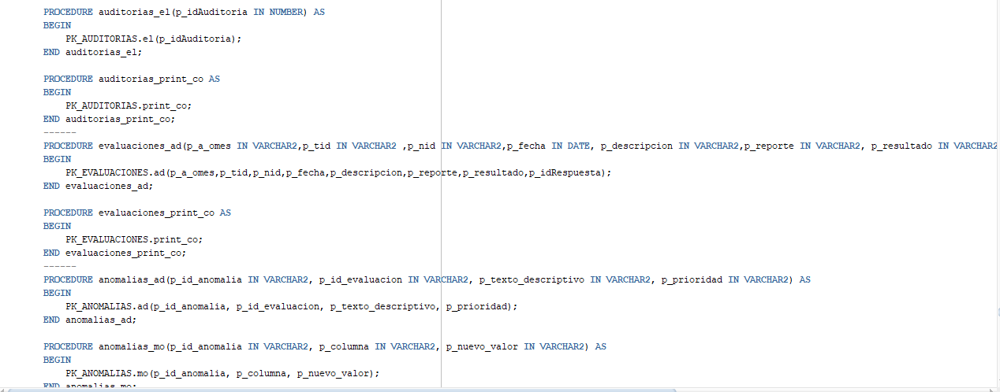 PROCEDURE auditorias_el(p_idAuditoria IN NUMBER) AS
BEGIN
PK_AUDITORIAS.el(p_idAuditoria);
END auditorias_el;
PROCEDURE auditorias_print_co AS
BEGIN
PK_AUDITORIAS.print_co;
END auditorias_print_co;
------
PROCEDURE evaluaciones_ad(p_a_omes IN VARCHAR2,p_tid IN VARCHAR2 ,p_nid IN VARCHAR2,p_fecha IN DATE, p_descripcion IN VARCHAR2,p_reporte IN VARCHAR2, p_resultado IN VARCHAR2
BEGIN
PK_EVALUACIONES.ad(p_a_omes,p_tid,p_nid,p_fecha,p_descripcion,p_reporte,p_resultado,p_idRespuesta);
END evaluaciones_ad;
PROCEDURE evaluaciones_print_co AS
BEGIN
PK_EVALUACIONES.print_co;
END evaluaciones_print_co;
------
PROCEDURE anomalias_ad(p_id_anomalia IN VARCHAR2, p_id_evaluacion IN VARCHAR2, p_texto_descriptivo IN VARCHAR2, p_prioridad IN VARCHAR2) AS
BEGIN
PK_ANOMALIAS.ad(p_id_anomalia, p_id_evaluacion, p_texto_descriptivo, p_prioridad);
END anomalias_ad;
PROCEDURE anomalias_mo(p_id_anomalia IN VARCHAR2, p_columna IN VARCHAR2, p_nuevo_valor IN VARCHAR2) AS
BEGIN
PK_ANOMALIAS.mo(p_id_anomalia, p_columna, p_nuevo_valor);
END anomalias_mo;